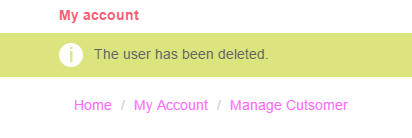 My account
The user has been deleted.
Home / My Account / Manage Cutsomer